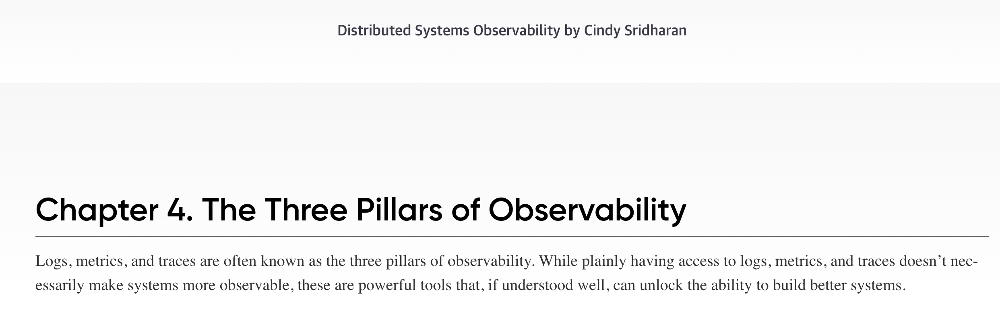 Distributed Systems Observability by Cindy Sridharan
Chapter 4. The Three Pillars of Observability
Logs, metrics, and traces are often known as the three pillars of observability. While plainly having access to logs, metrics, and traces doesn’t nec-
essarily make systems more observable, these are powerful tools that, if understood well, can unlock the ability to build better systems.